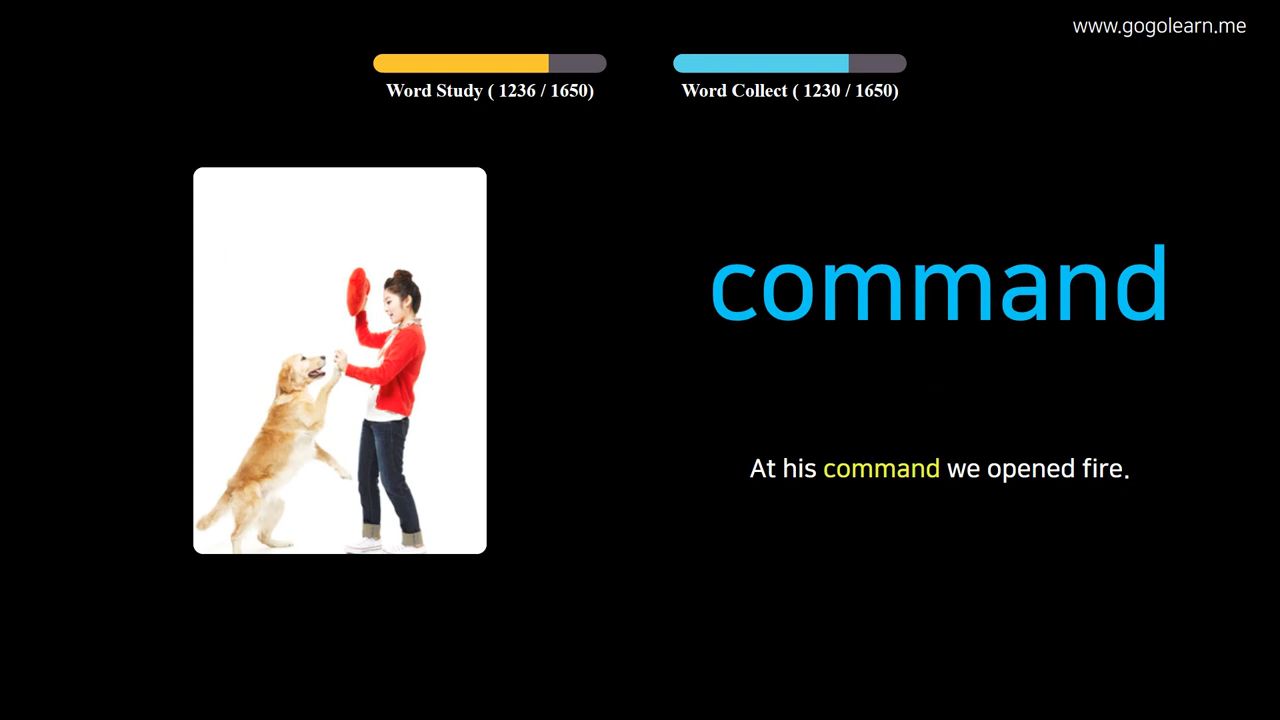 www.gogolearn.me
Word Study ( 1236 / 1650)
Word Collect ( 1230 / 1650)
command
At his command we opened fire.